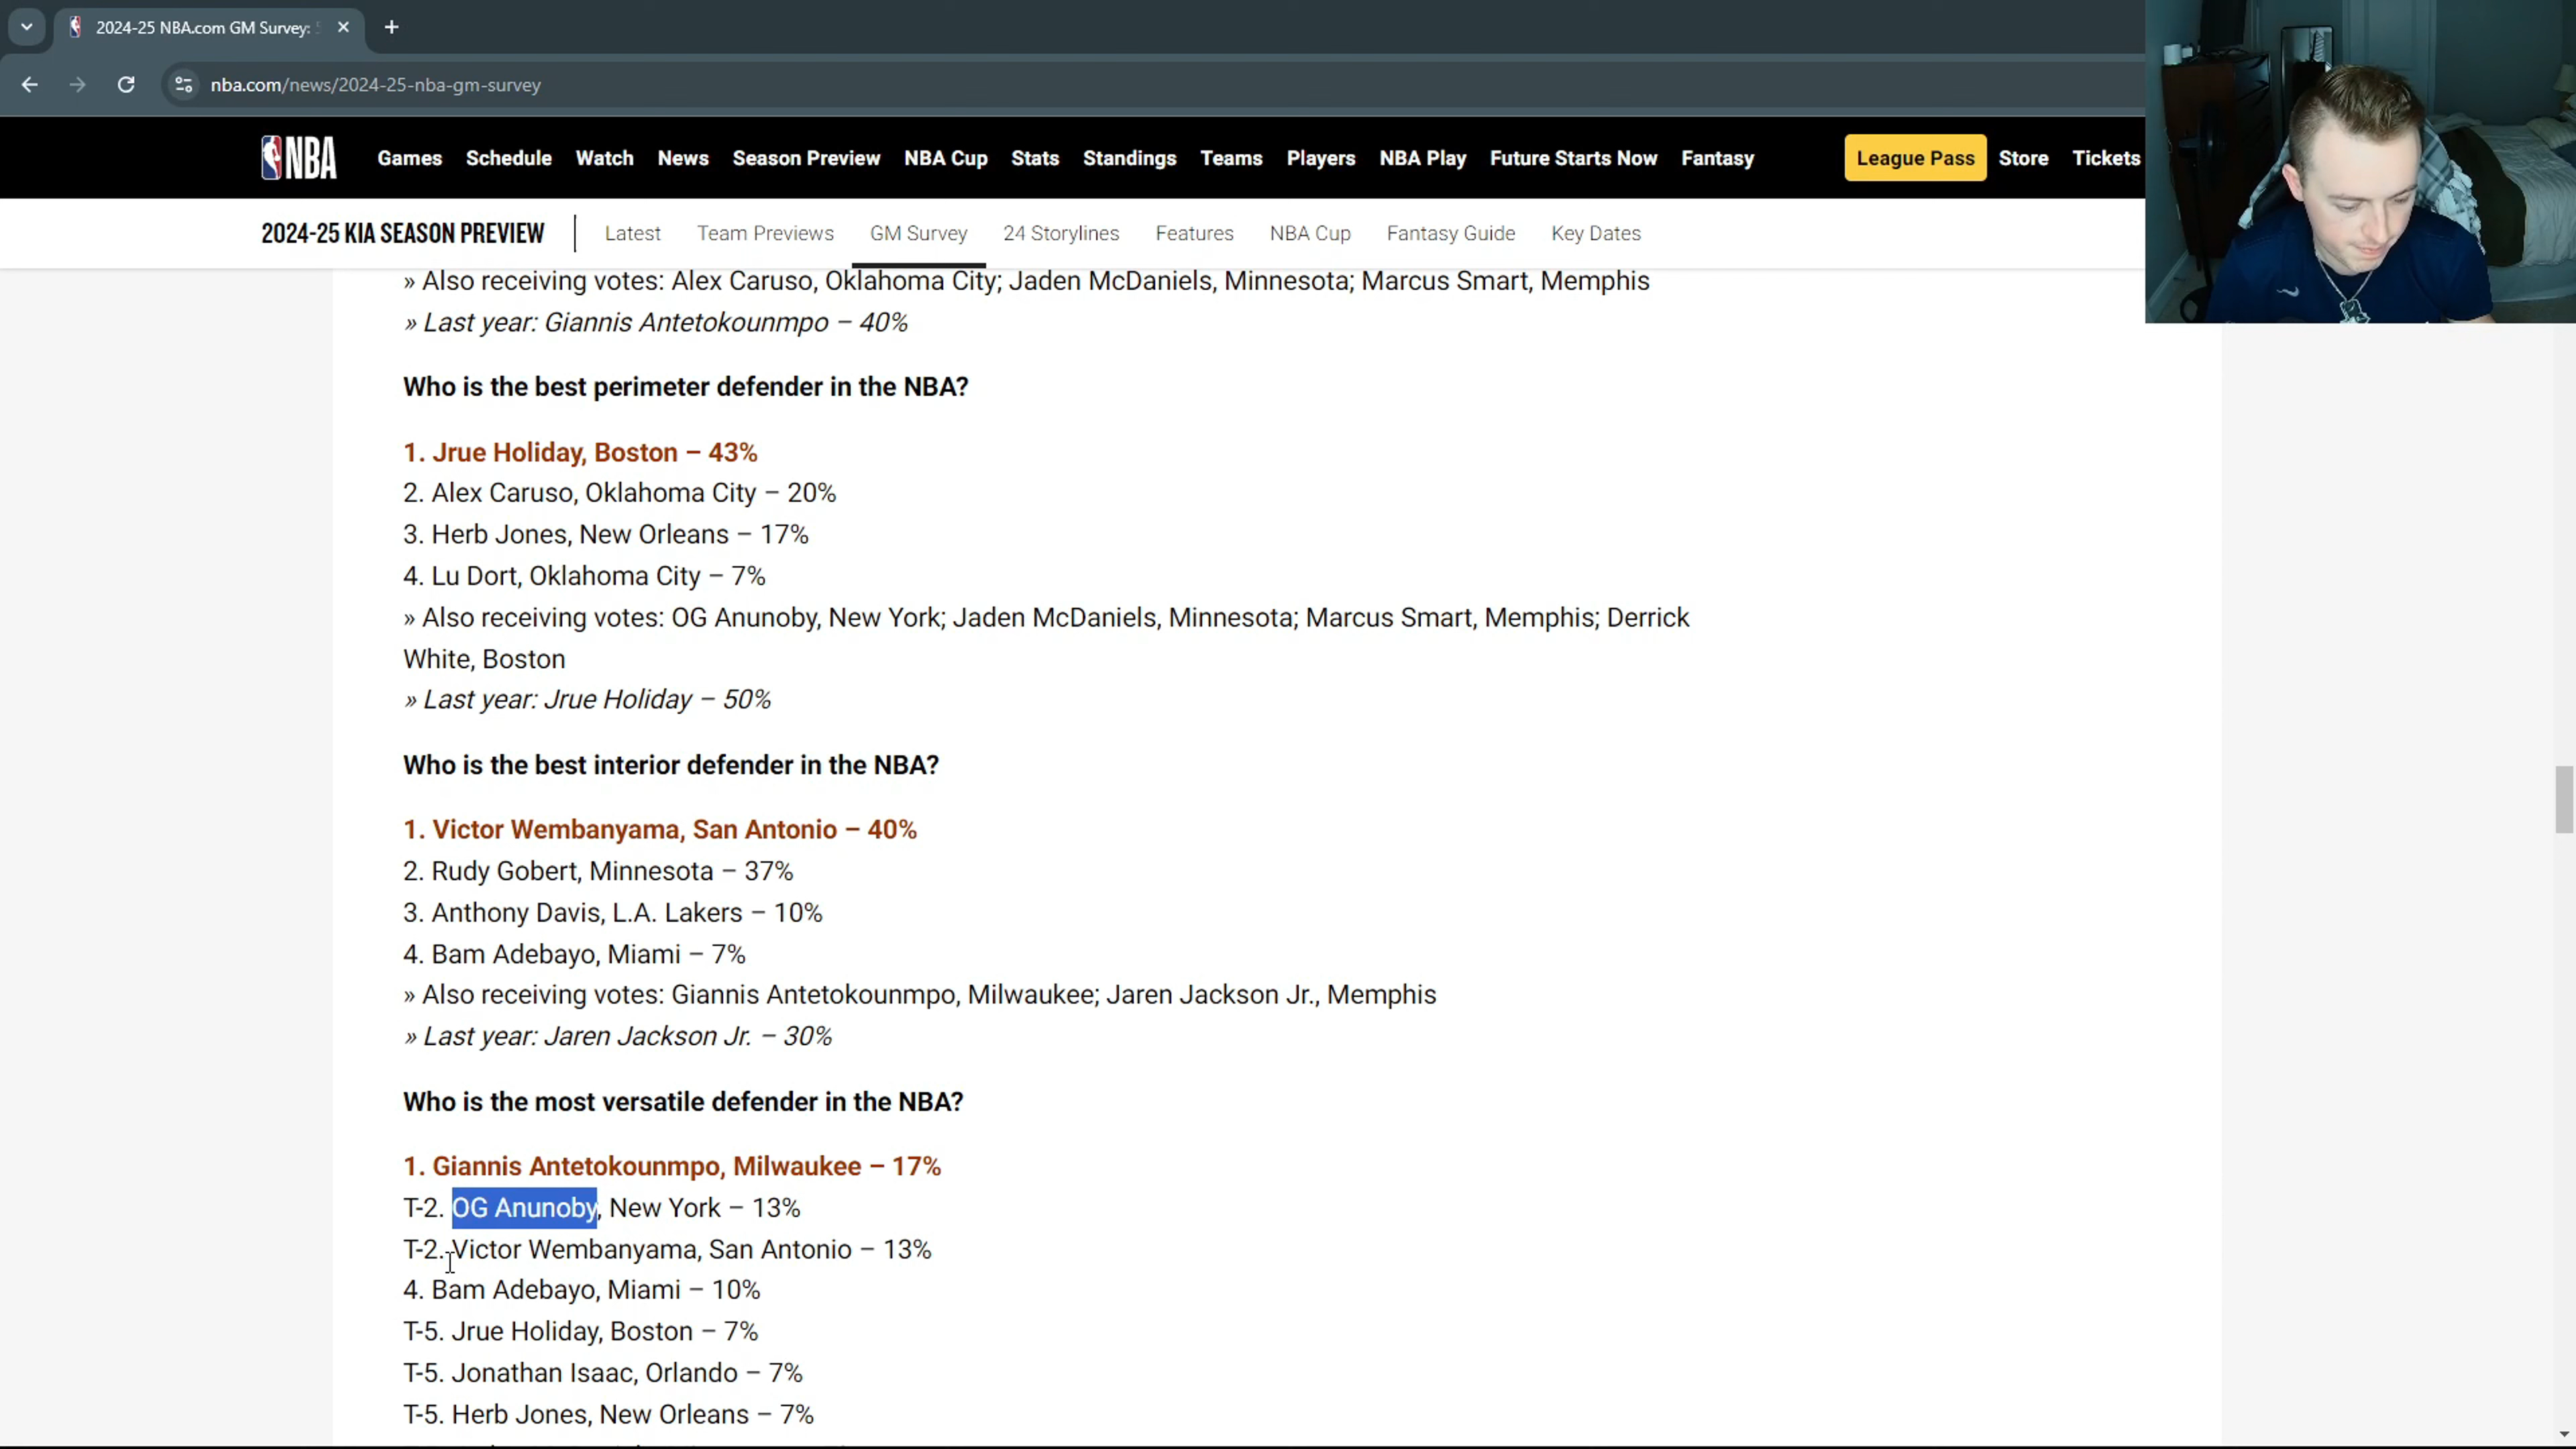 2024-25 NBA.com GM Survey:
nba.com/news/2024-25-nba-gm-survey
NBA Games Schedule Watch News Season Preview NBA Cup Stats Standings Teams Players NBA Play Future Starts Now Fantasy League Pass Store Tickets
2024-25 KIA SEASON PREVIEW Latest Team Previews GM Survey 24 Storylines Features NBA Cup Fantasy Guide Key Dates
» Also receiving votes: Alex Caruso, Oklahoma City; Jaden McDaniels, Minnesota; Marcus Smart, Memphis
» Last year: Giannis Antetokounmpo – 40%
Who is the best perimeter defender in the NBA?
1. Jrue Holiday, Boston – 43%
2. Alex Caruso, Oklahoma City – 20%
3. Herb Jones, New Orleans – 17%
4. Lu Dort, Oklahoma City – 7%
» Also receiving votes: OG Anunoby, New York; Jaden McDaniels, Minnesota; Marcus Smart, Memphis; Derrick
White, Boston
» Last year: Jrue Holiday – 50%
Who is the best interior defender in the NBA?
1. Victor Wembanyama, San Antonio – 40%
2. Rudy Gobert, Minnesota – 37%
3. Anthony Davis, L.A. Lakers – 10%
4. Bam Adebayo, Miami – 7%
» Also receiving votes: Giannis Antetokounmpo, Milwaukee; Jaren Jackson Jr., Memphis
» Last year: Jaren Jackson Jr. – 30%
Who is the most versatile defender in the NBA?
1. Giannis Antetokounmpo, Milwaukee – 17%
T-2. OG Anunoby, New York – 13%
T-2. Victor Wembanyama, San Antonio – 13%
4. Bam Adebayo, Miami – 10%
T-5. Jrue Holiday, Boston – 7%
T-5. Jonathan Isaac, Orlando – 7%
T-5. Herb Jones, New Orleans – 7%